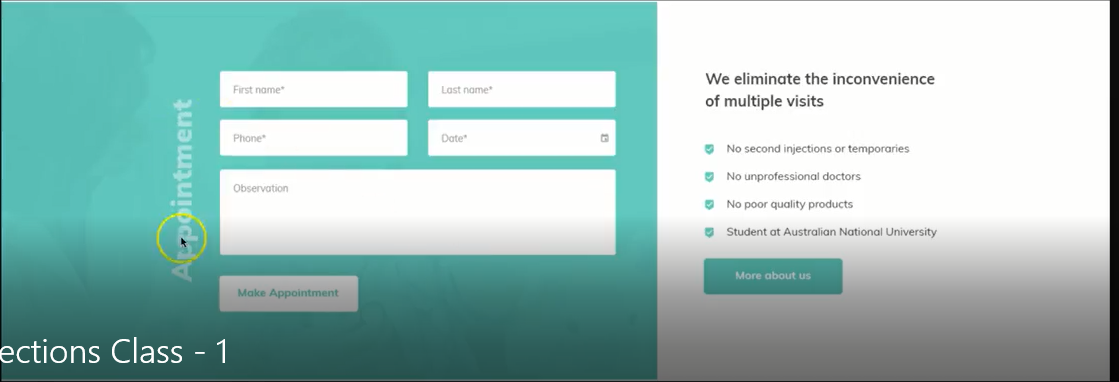 Appointment
First name*
Last name*
Phone*
Date*
Observation
Make Appointment
We eliminate the inconvenience
of multiple visits
No second injections or temporaries
No unprofessional doctors
No poor quality products
Student at Australian National University
More about us
ections Class - 1